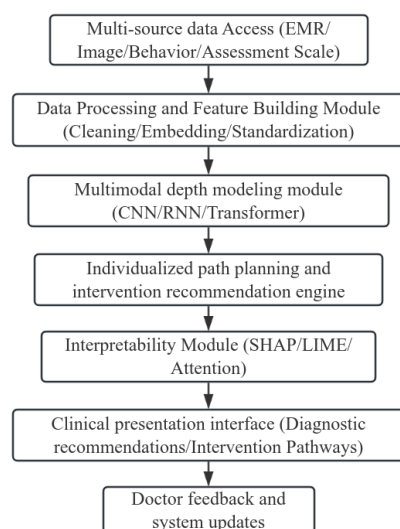 Multi-source data Access (EMR/
Image/Behavior/Assessment Scale)
Data Processing and Feature Building Module
(Cleaning/Embedding/Standardization)
Multimodal depth modeling module
(CNN/RNN/Transformer)
Individualized path planning and
intervention recommendation engine
Interpretability Module (SHAP/LIME/
Attention)
Clinical presentation interface (Diagnostic
recommendations/Intervention Pathways)
Doctor feedback and
system updates